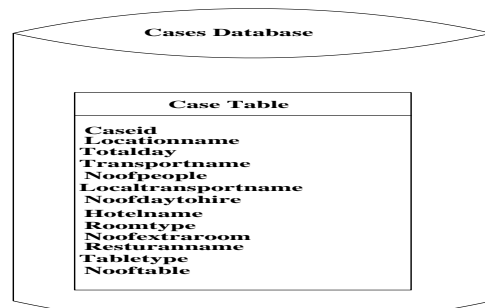 Cases Database
Case Table
Caseid
Locationname
Totalday
Transportname
Noofpeople
Localtransportname
Noofdaytohire
Hotelname
Roomtype
Noofextraroom
Resturanname
Tabletype
Nooftable